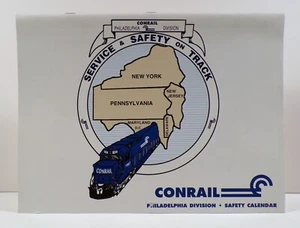 CONRAIL
PHILADELPHIA DIVISION
SERVICE & SAFETY ON TRACK
NEW YORK
PENNSYLVANIA
NEW JERSEY
MARYLAND
CONRAIL
CONRAIL
PHILADELPHIA DIVISION • SAFETY CALENDAR